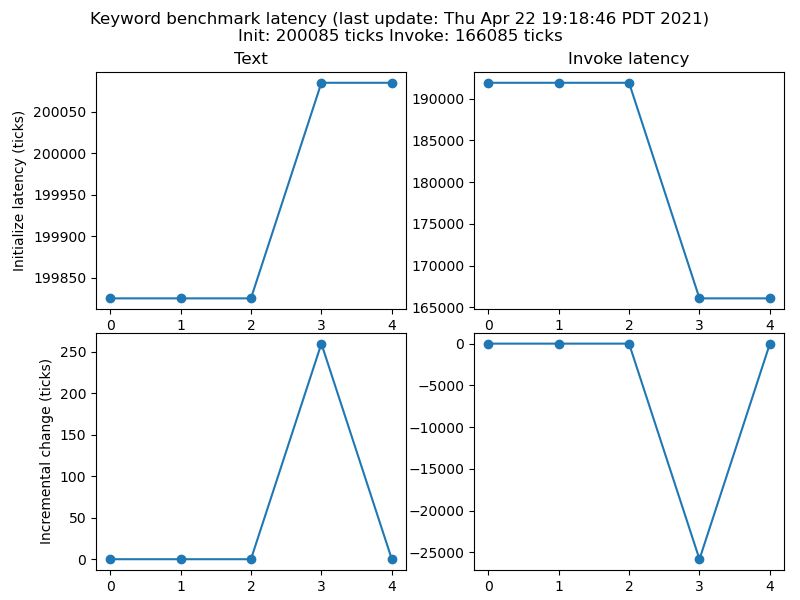 Keyword benchmark latency (last update: Thu Apr 22 19:18:46 PDT 2021)
Init: 200085 ticks Invoke: 166085 ticks
Text
Initialize latency (ticks)
200050
200000
199950
199900
199850
0 1 2 3 4
Invoke latency
190000
185000
180000
175000
170000
165000
0 1 2 3 4
Incremental change (ticks)
250
200
150
100
50
0
0 1 2 3 4
0
−5000
−10000
−15000
−20000
−25000
0 1 2 3 4